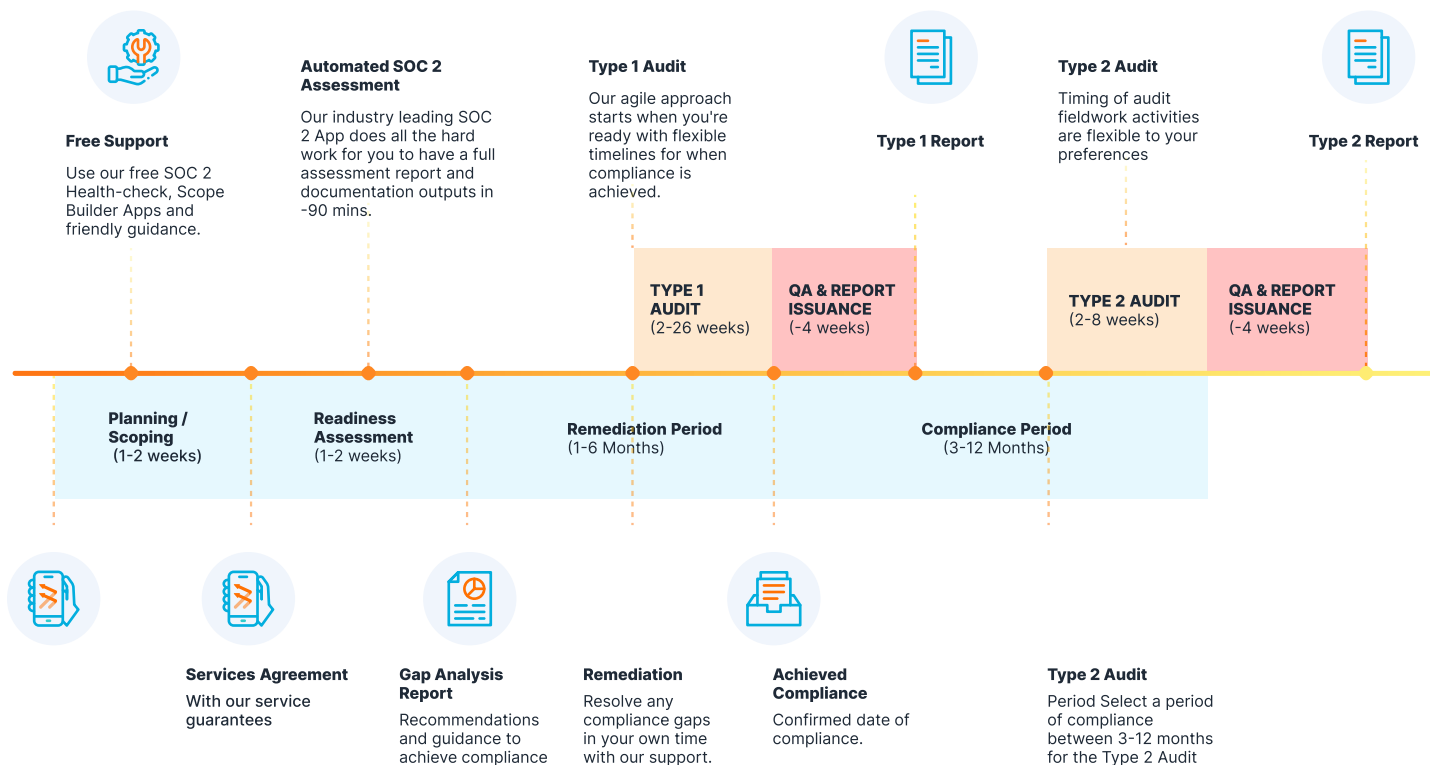 Free Support
Use our free SOC 2
Health-check, Scope
Builder Apps and
friendly guidance.
Automated SOC 2
Assessment
Our industry leading SOC
2 App does all the hard
work for you to have a full
assessment report and
documentation outputs in
-90 mins.
Type 1 Audit
Our agile approach
starts when you're
ready with flexible
timelines for when
compliance is
achieved.
Type 1 Report
Type 2 Audit
Timing of audit
fieldwork activities
are flexible to your
preferences
Type 2 Report
TYPE 1
AUDIT
(2-26 weeks)
QA & REPORT
ISSUANCE
(-4 weeks)
TYPE 2 AUDIT
(2-8 weeks)
QA & REPORT
ISSUANCE
(-4 weeks)
Planning /
Scoping
(1-2 weeks)
Readiness
Assessment
(1-2 weeks)
Remediation Period
(1-6 Months)
Compliance Period
(3-12 Months)
Services Agreement
With our service
guarantees
Gap Analysis
Report
Recommendations
and guidance to
achieve compliance
Remediation
Resolve any
compliance gaps
in your own time
with our support.
Achieved
Compliance
Confirmed date of
compliance.
Type 2 Audit
Period Select a period
of compliance
between 3-12 months
for the Type 2 Audit